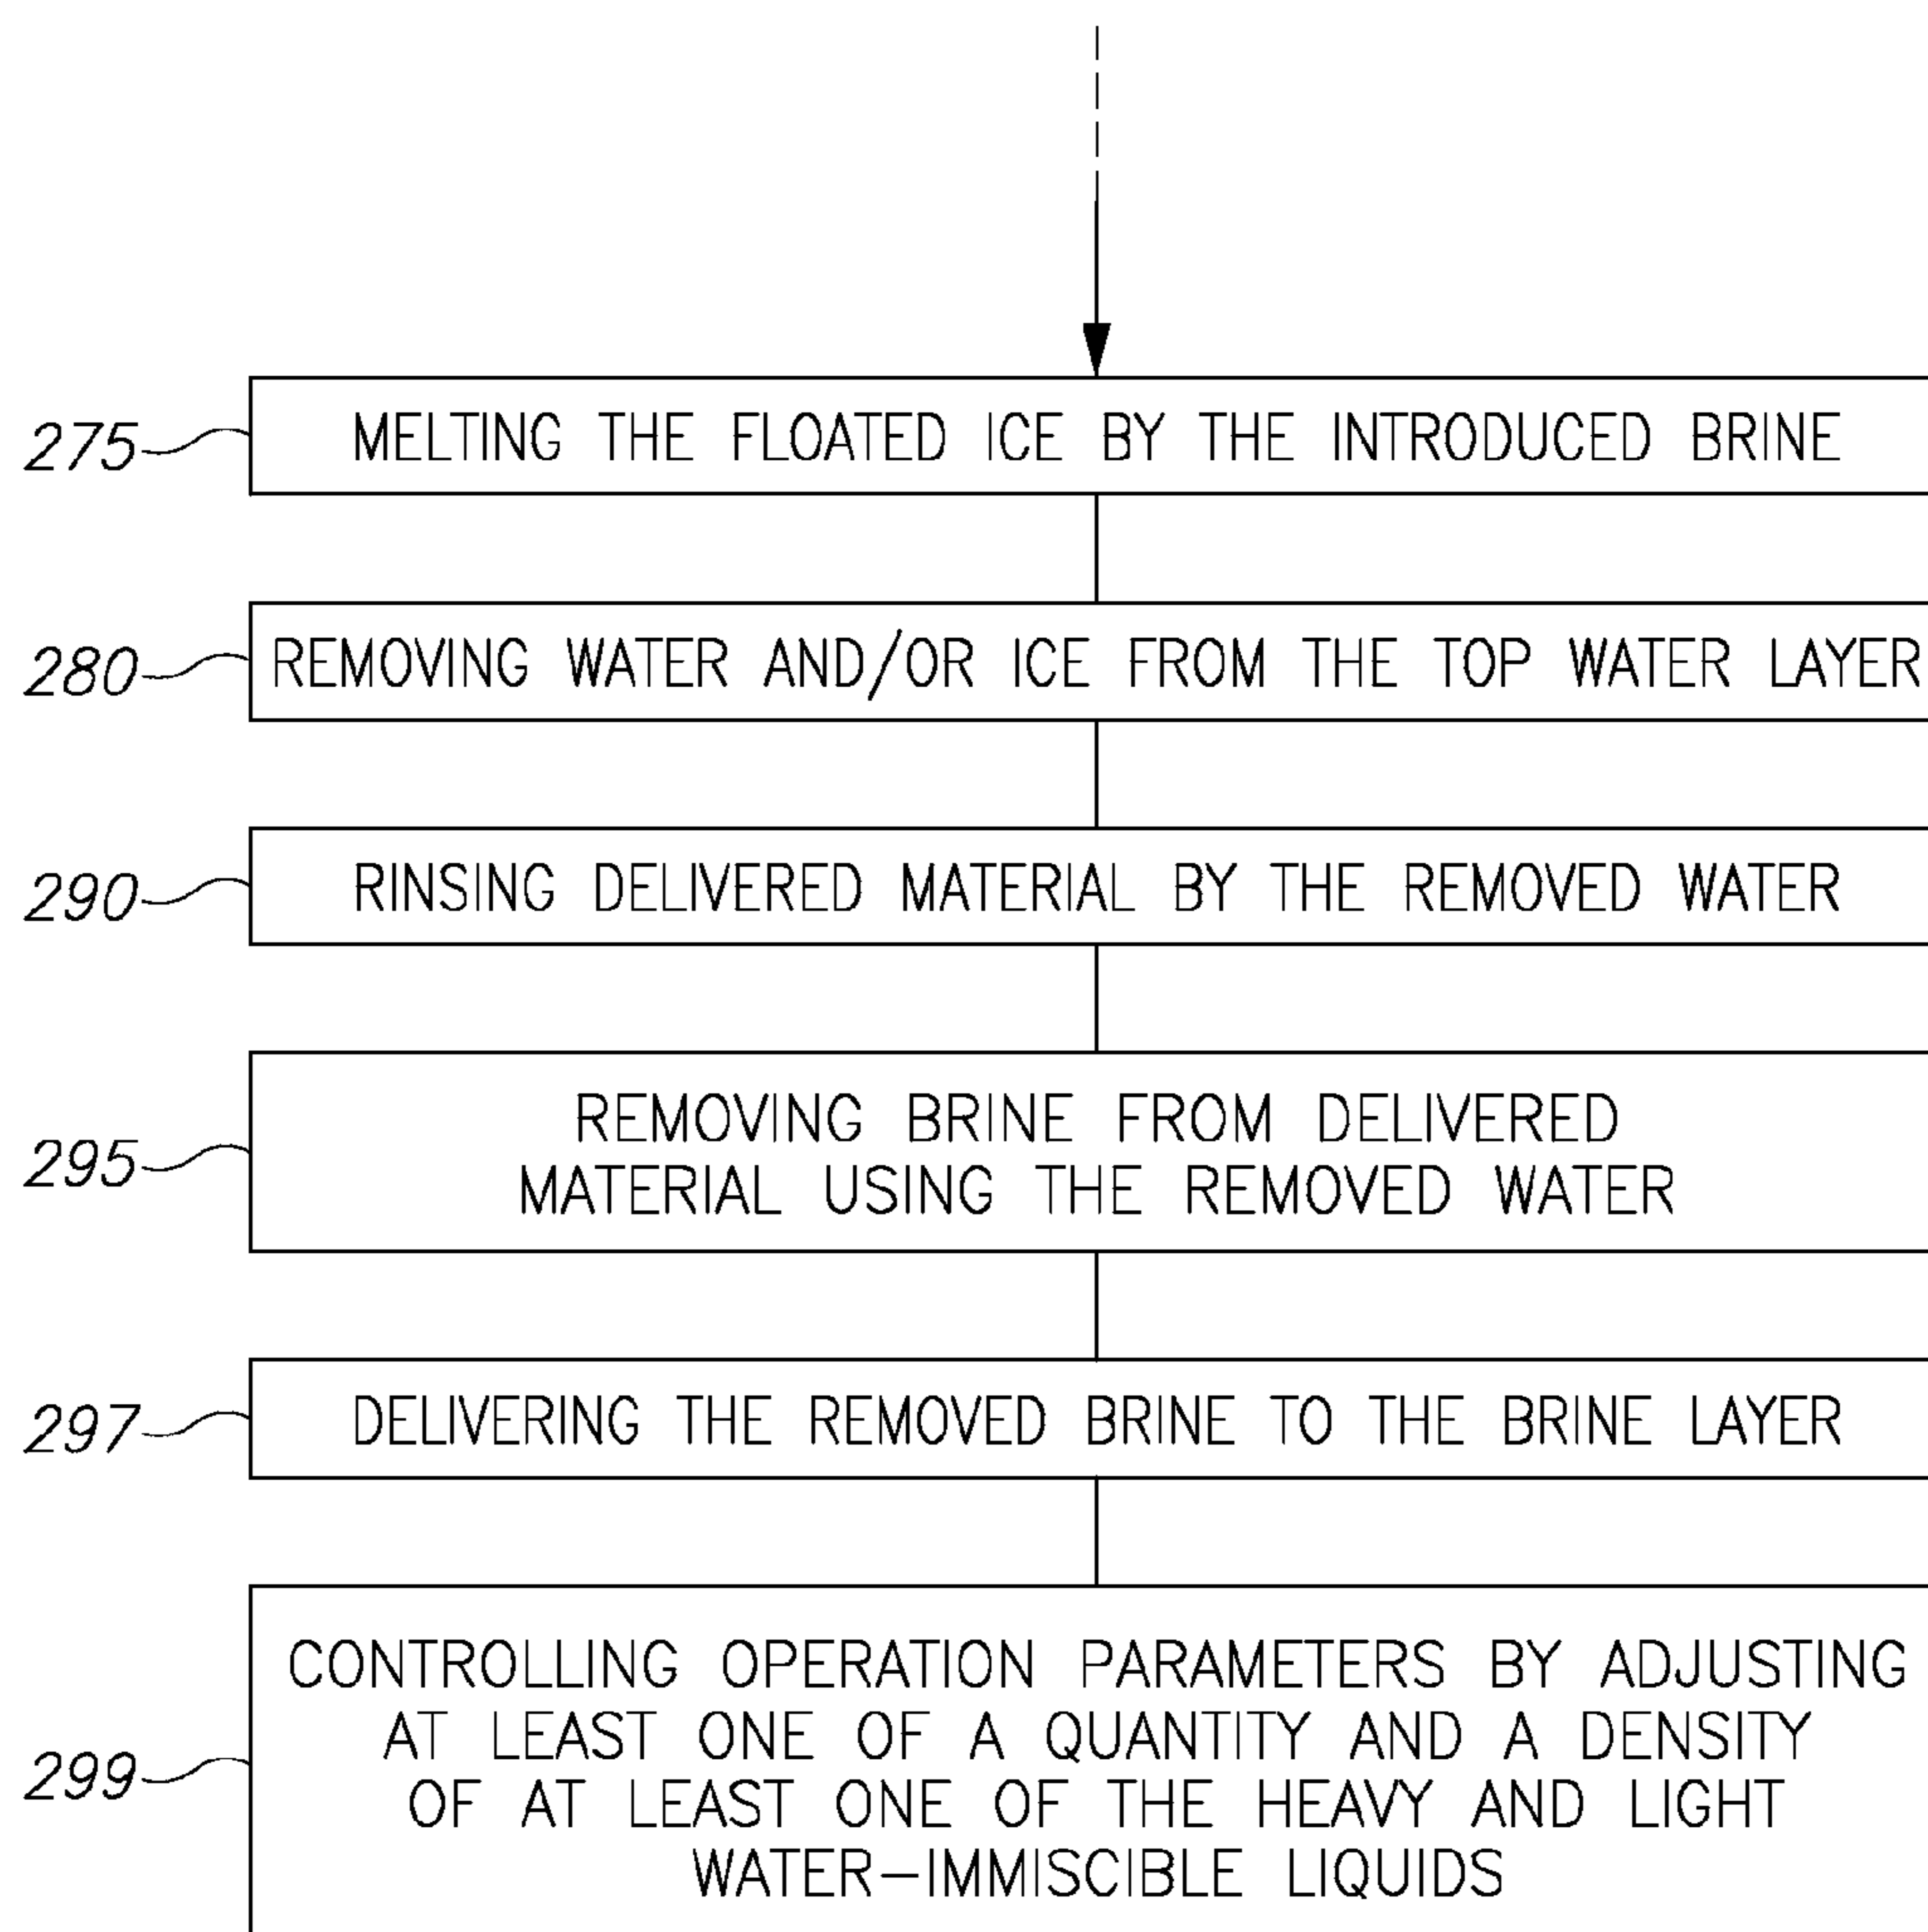 275
MELTING THE FLOATED ICE BY THE INTRODUCED BRINE
280
REMOVING WATER AND/OR ICE FROM THE TOP WATER LAYER
290
RINSING DELIVERED MATERIAL BY THE REMOVED WATER
295
REMOVING BRINE FROM DELIVERED
MATERIAL USING THE REMOVED WATER
297
DELIVERING THE REMOVED BRINE TO THE BRINE LAYER
299
CONTROLLING OPERATION PARAMETERS BY ADJUSTING
AT LEAST ONE OF A QUANTITY AND A DENSITY
OF AT LEAST ONE OF THE HEAVY AND LIGHT
WATER-IMMISCIBLE LIQUIDS